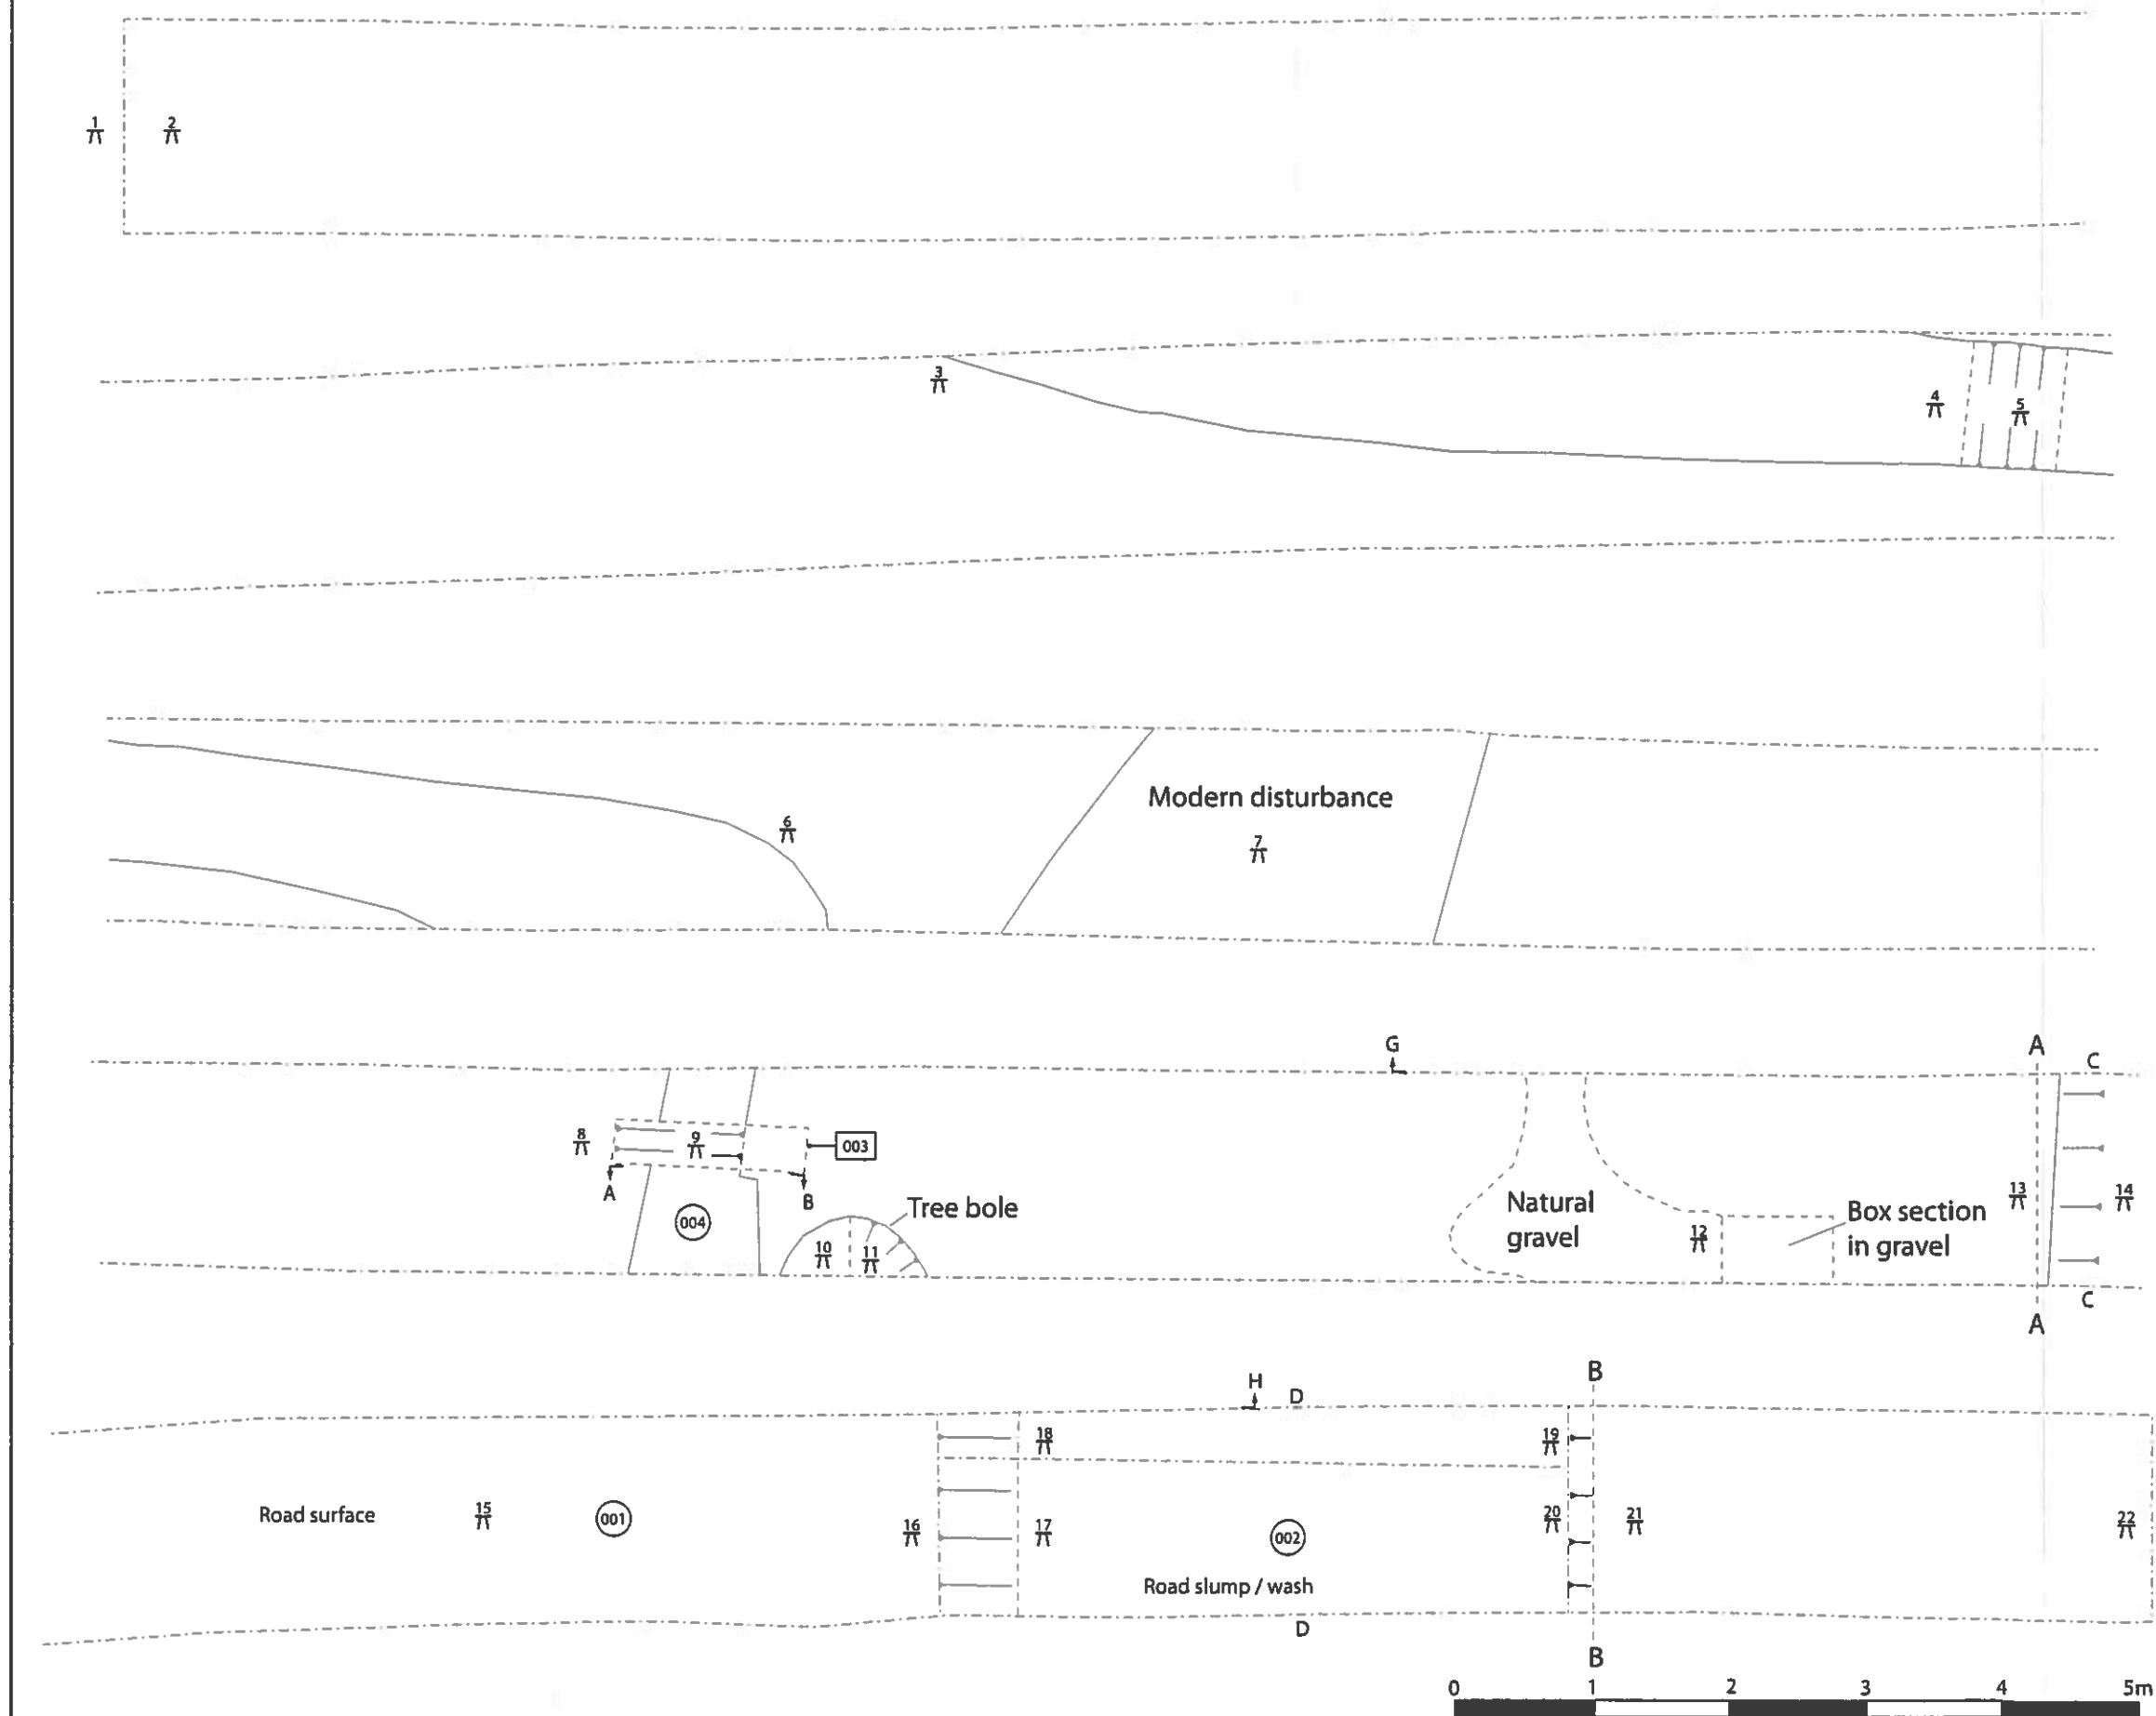 1
2
3
4
5
6
Modern disturbance
7
G
A
C
8
9
003
A
B
004
Tree bole
10
11
Natural
gravel
12
Box section
in gravel
13
14
C
A
B
H
D
18
19
Road surface
15
001
16
17
002
20
21
22
Road slump / wash
D
B
0 1 2 3 4 5m